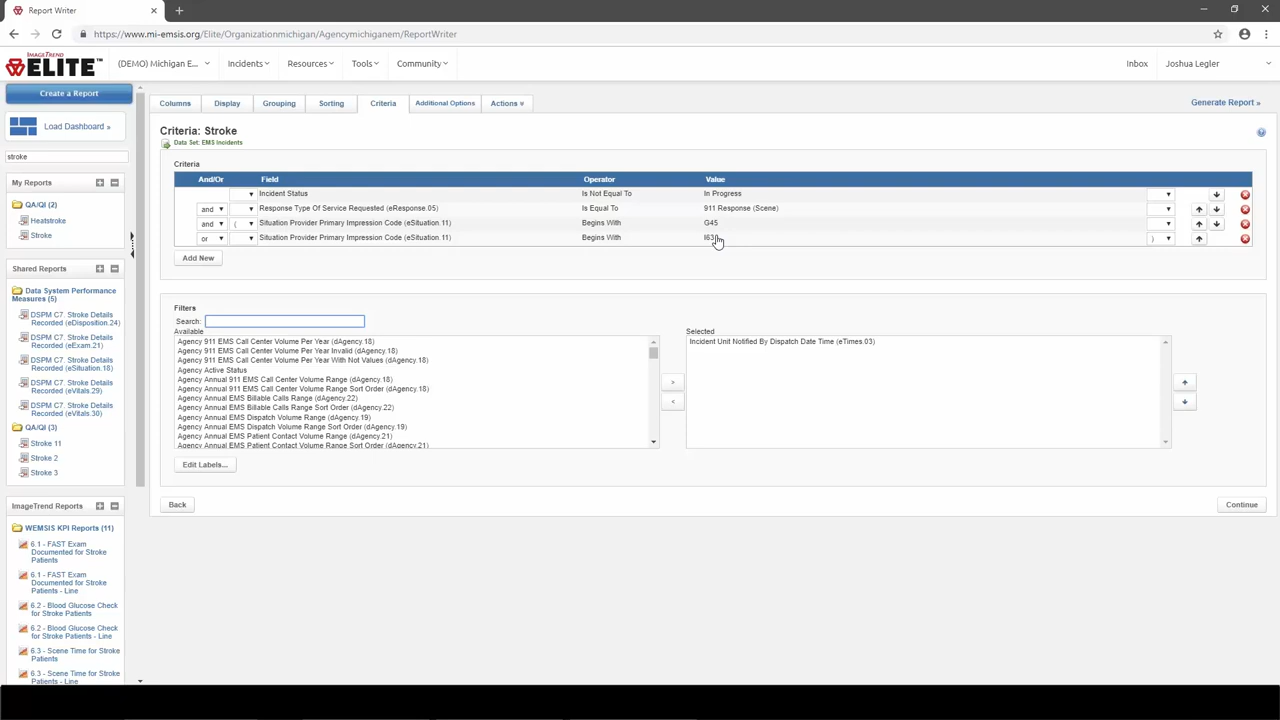 Report Writer
https://www.mi-emsis.org/Elite/Organizationmichigan/Agencymichiganem/ReportWriter
IMAGETREND
ELITE™
(DEMO) Michigan E...
Incidents
Resources
Tools
Community
Inbox
Joshua Legler
Create a Report
Load Dashboard »
stroke
My Reports
QA/QI (2)
Heatstroke
Stroke
Shared Reports
Data System Performance
Measures (5)
DSPM C7. Stroke Details
Recorded (eDisposition.24)
DSPM C7. Stroke Details
Recorded (eExam.21)
DSPM C7. Stroke Details
Recorded (eSituation.18)
DSPM C7. Stroke Details
Recorded (eVitals.29)
DSPM C7. Stroke Details
Recorded (eVitals.30)
QA/QI (3)
Stroke 11
Stroke 2
Stroke 3
ImageTrend Reports
WEMSIS KPI Reports (11)
6.1 - FAST Exam
Documented for Stroke
Patients
6.1 - FAST Exam
Documented for Stroke
Patients - Line
6.2 - Blood Glucose Check
for Stroke Patients
6.2 - Blood Glucose Check
for Stroke Patients - Line
6.3 - Scene Time for Stroke
Patients
6.3 - Scene Time for Stroke
Patients - Line
Columns
Display
Grouping
Sorting
Criteria
Additional Options
Actions
Generate Report »
Criteria: Stroke
Data Set: EMS Incidents
Criteria
And/Or Field Operator Value
Incident Status Is Not Equal To In Progress
and Response Type Of Service Requested (eResponse.05) Is Equal To 911 Response (Scene)
and ( Situation Provider Primary Impression Code (eSituation.11) Begins With G45
or Situation Provider Primary Impression Code (eSituation.11) Begins With I63 )
Add New
Filters
Search:
Available
Agency 911 EMS Call Center Volume Per Year (dAgency.18)
Agency 911 EMS Call Center Volume Per Year Invalid (dAgency.18)
Agency 911 EMS Call Center Volume Per Year With Not Values (dAgency.18)
Agency Active Status
Agency Annual 911 EMS Call Center Volume Range (dAgency.18)
Agency Annual 911 EMS Call Center Volume Range Sort Order (dAgency.18)
Agency Annual EMS Billable Calls Range (dAgency.22)
Agency Annual EMS Billable Calls Range Sort Order (dAgency.22)
Agency Annual EMS Dispatch Volume Range (dAgency.19)
Agency Annual EMS Dispatch Volume Range Sort Order (dAgency.19)
Agency Annual EMS Patient Contact Volume Range (dAgency.21)
Agency Annual EMS Patient Contact Volume Range Sort Order (dAgency.21)
>
<
Selected
Incident Unit Notified By Dispatch Date Time (eTimes.03)
Edit Labels...
Back
Continue